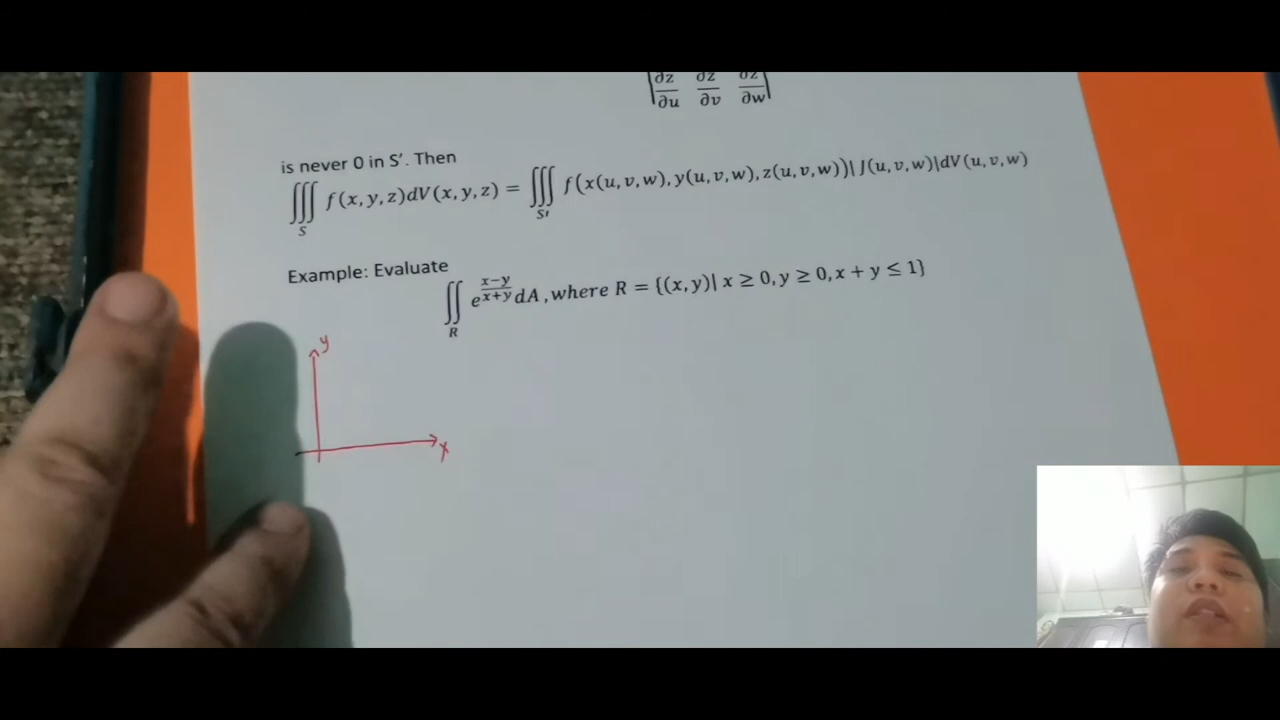 ∂z/∂u ∂z/∂v ∂z/∂w
is never 0 in S′. Then
∭_S f(x, y, z)dV(x, y, z) = ∭_S′ f(x(u, v, w), y(u, v, w), z(u, v, w))| J(u, v, w)|dV(u, v, w)
Example: Evaluate
∬_R e^((x−y)/(x+y)) dA , where R = {(x, y)| x ≥ 0, y ≥ 0, x + y ≤ 1}
y
x